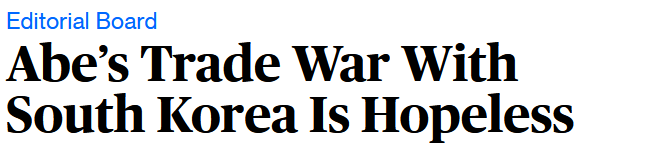 Editorial Board
Abe’s Trade War With
South Korea Is Hopeless